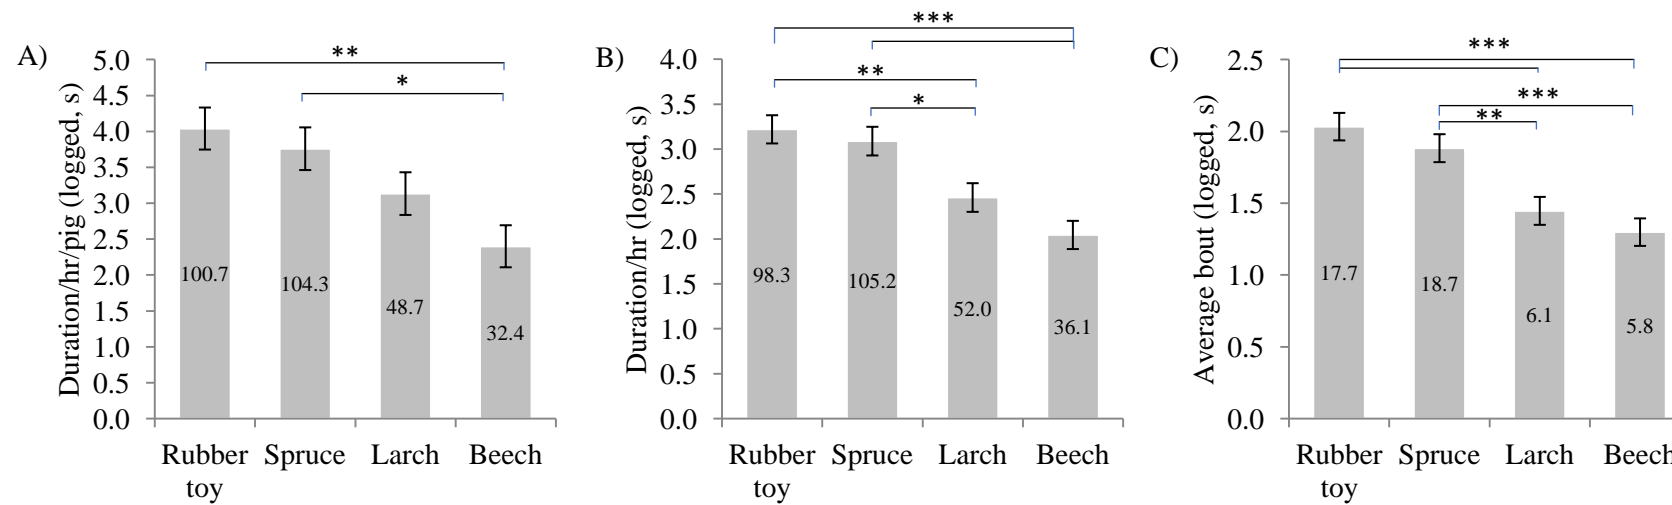 A)
Duration/hr/pig (logged, s)
5.0
4.5
4.0
3.5
3.0
2.5
2.0
1.5
1.0
0.5
0.0
**
*
100.7
104.3
48.7
32.4
Rubber toy
Spruce
Larch
Beech
B)
Duration/hr (logged, s)
4.0
3.5
3.0
2.5
2.0
1.5
1.0
0.5
0.0
***
**
*
98.3
105.2
52.0
36.1
Rubber toy
Spruce
Larch
Beech
C)
Average bout (logged, s)
2.5
2.0
1.5
1.0
0.5
0.0
***
***
**
17.7
18.7
6.1
5.8
Rubber toy
Spruce
Larch
Beech